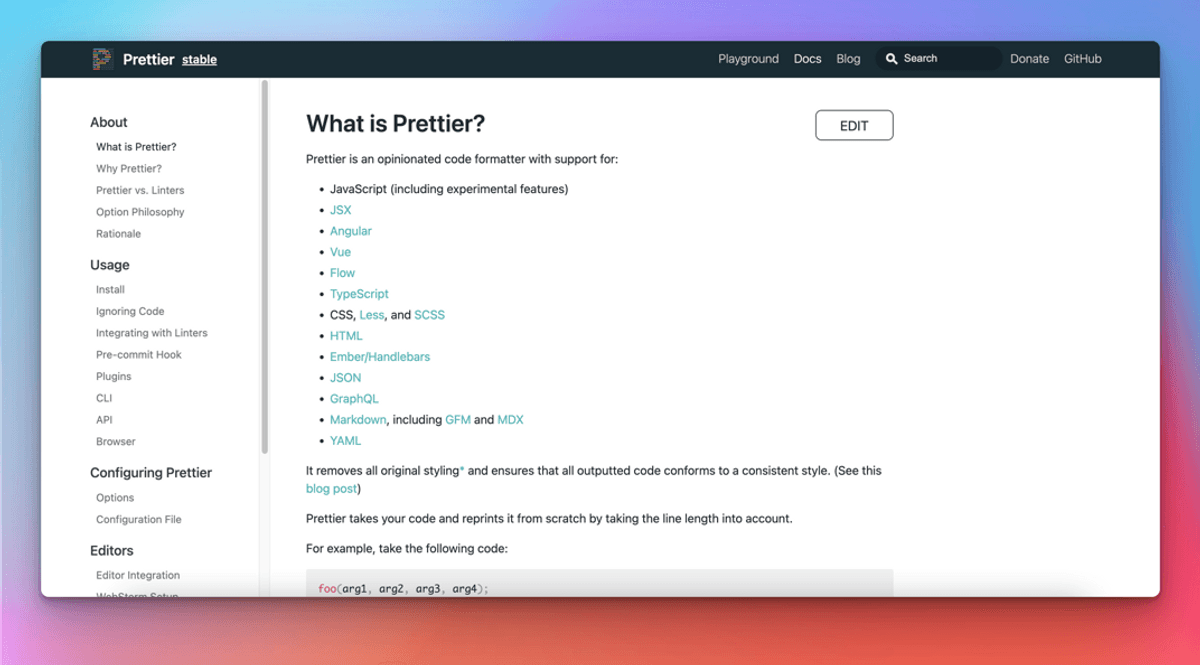 Prettier stable
Playground Docs Blog Search Donate GitHub
About
What is Prettier?
Why Prettier?
Prettier vs. Linters
Option Philosophy
Rationale
Usage
Install
Ignoring Code
Integrating with Linters
Pre-commit Hook
Plugins
CLI
API
Browser
Configuring Prettier
Options
Configuration File
Editors
Editor Integration
WebStorm Setup
What is Prettier?
EDIT
Prettier is an opinionated code formatter with support for:
• JavaScript (including experimental features)
• JSX
• Angular
• Vue
• Flow
• TypeScript
• CSS, Less, and SCSS
• HTML
• Ember/Handlebars
• JSON
• GraphQL
• Markdown, including GFM and MDX
• YAML
It removes all original styling* and ensures that all outputted code conforms to a consistent style. (See this
blog post)
Prettier takes your code and reprints it from scratch by taking the line length into account.
For example, take the following code:
foo(arg1, arg2, arg3, arg4);